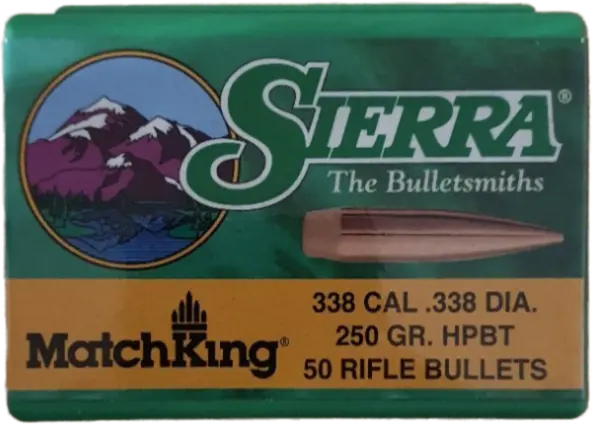 SIERRA®
The Bulletsmiths
MatchKing®
338 CAL .338 DIA.
250 GR. HPBT
50 RIFLE BULLETS